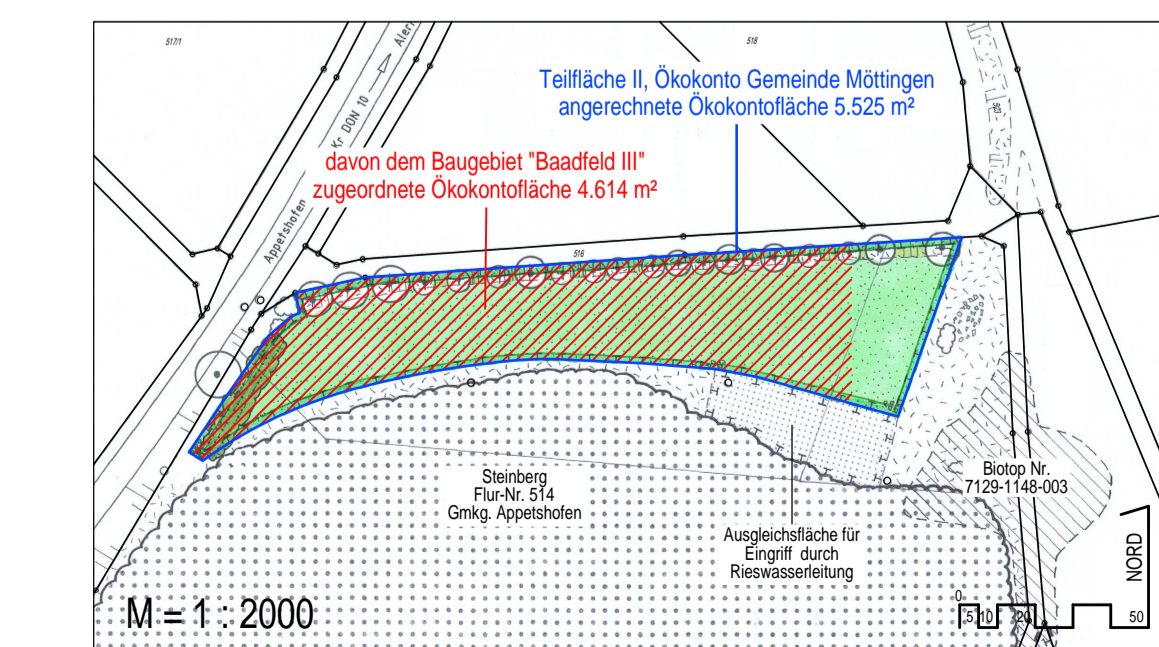 517/1
518
Kr DON 10
Appetshofen
521
Teilfläche II, Ökokonto Gemeinde Möttingen
angerechnete Ökokontofläche 5.525 m²
davon dem Baugebiet "Baadfeld III"
zugeordnete Ökokontofläche 4.614 m²
516
Steinberg
Flur-Nr. 514
Gmkg. Appetshofen
Ausgleichsfläche für
Eingriff durch
Rieswasserleitung
Biotop Nr.
7129-1148-003
NORD
M = 1 : 2000
0
5 10 20 50